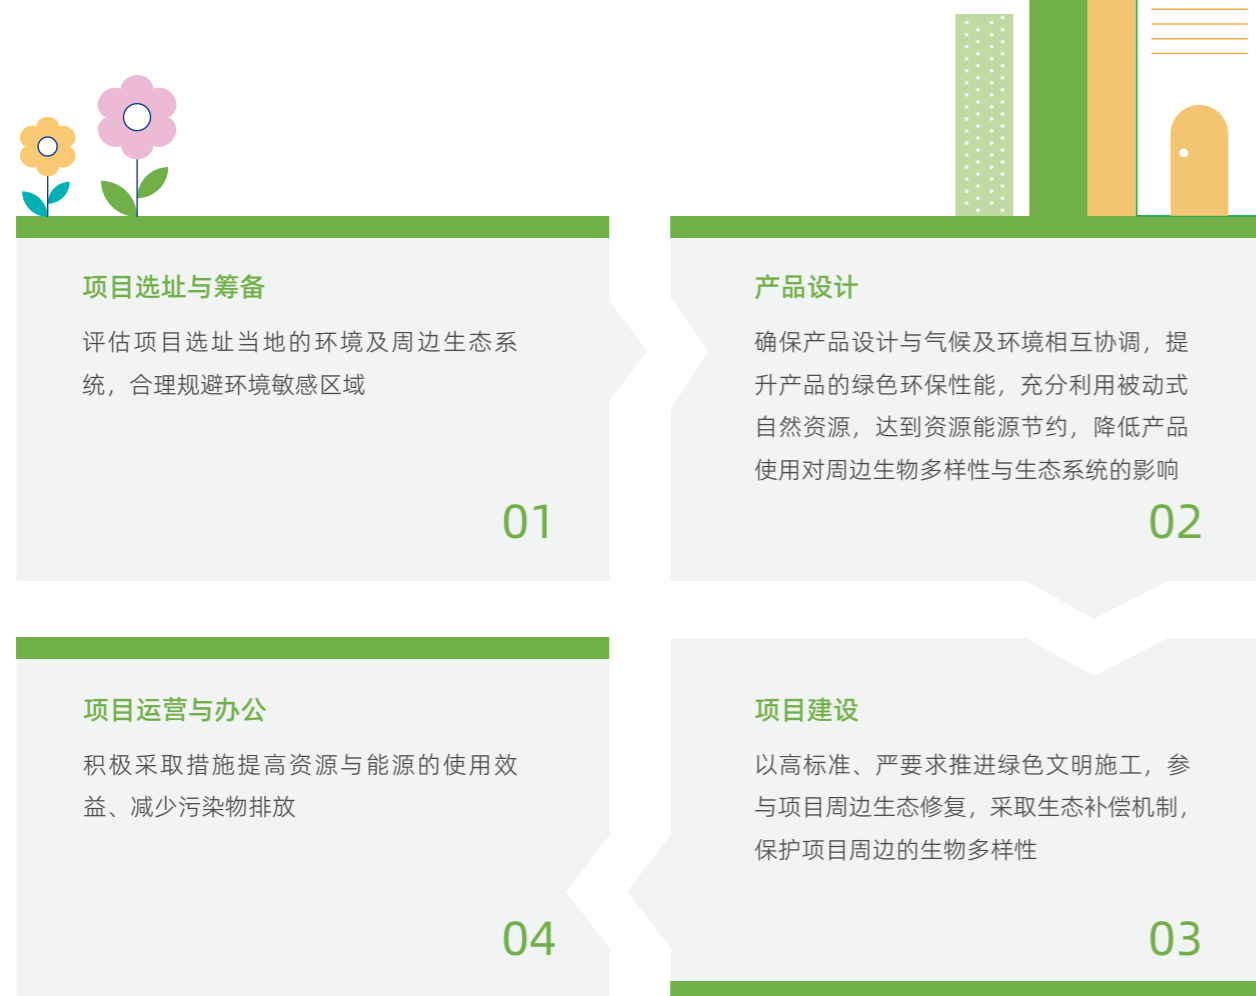 项目选址与筹备
评估项目选址当地的环境及周边生态系
统，合理规避环境敏感区域
01
产品设计
确保产品设计与气候及环境相互协调，提
升产品的绿色环保性能，充分利用被动式
自然资源，达到资源能源节约，降低产品
使用对周边生物多样性与生态系统的影响
02
项目建设
以高标准、严要求推进绿色文明施工，参
与项目周边生态修复，采取生态补偿机制，
保护项目周边的生物多样性
03
项目运营与办公
积极采取措施提高资源与能源的使用效
益、减少污染物排放
04